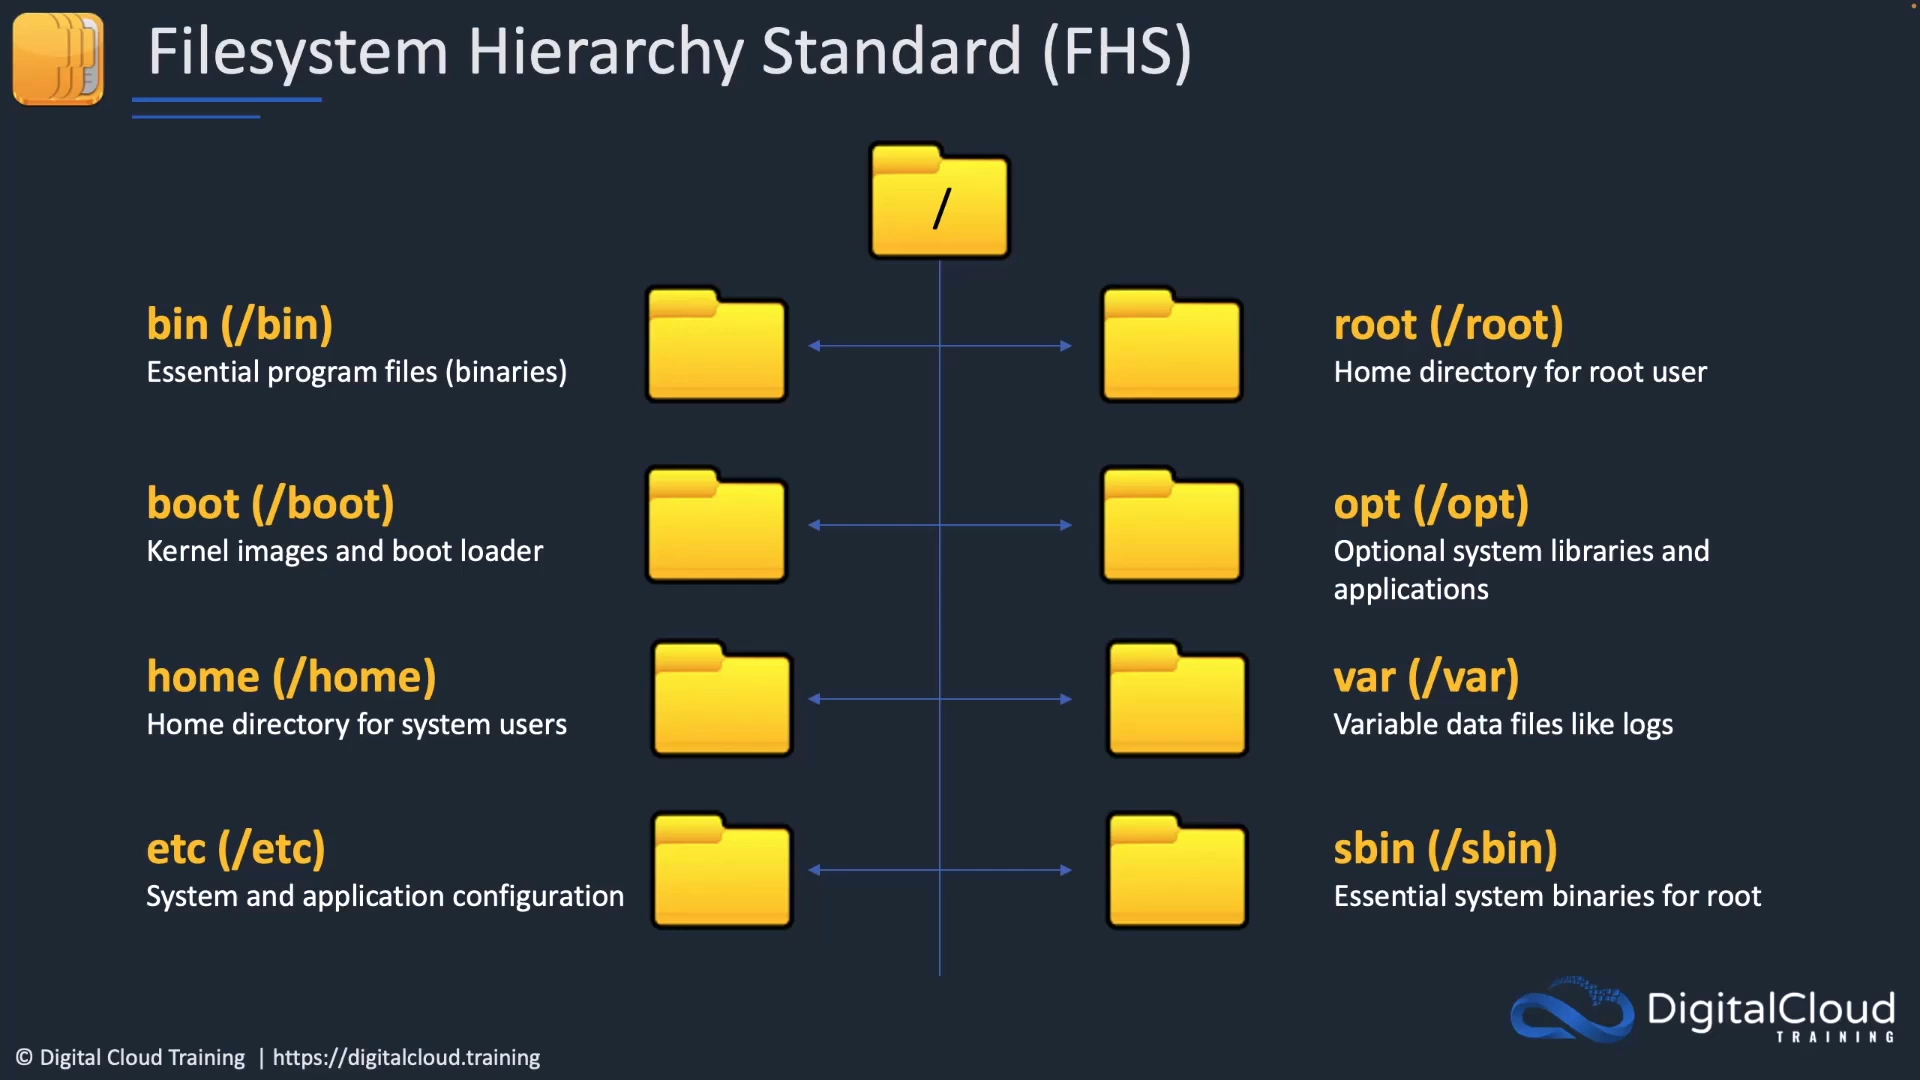 Filesystem Hierarchy Standard (FHS)
/
bin (/bin)
Essential program files (binaries)
root (/root)
Home directory for root user
boot (/boot)
Kernel images and boot loader
opt (/opt)
Optional system libraries and
applications
home (/home)
Home directory for system users
var (/var)
Variable data files like logs
etc (/etc)
System and application configuration
sbin (/sbin)
Essential system binaries for root
DigitalCloud
TRAINING
© Digital Cloud Training | https://digitalcloud.training